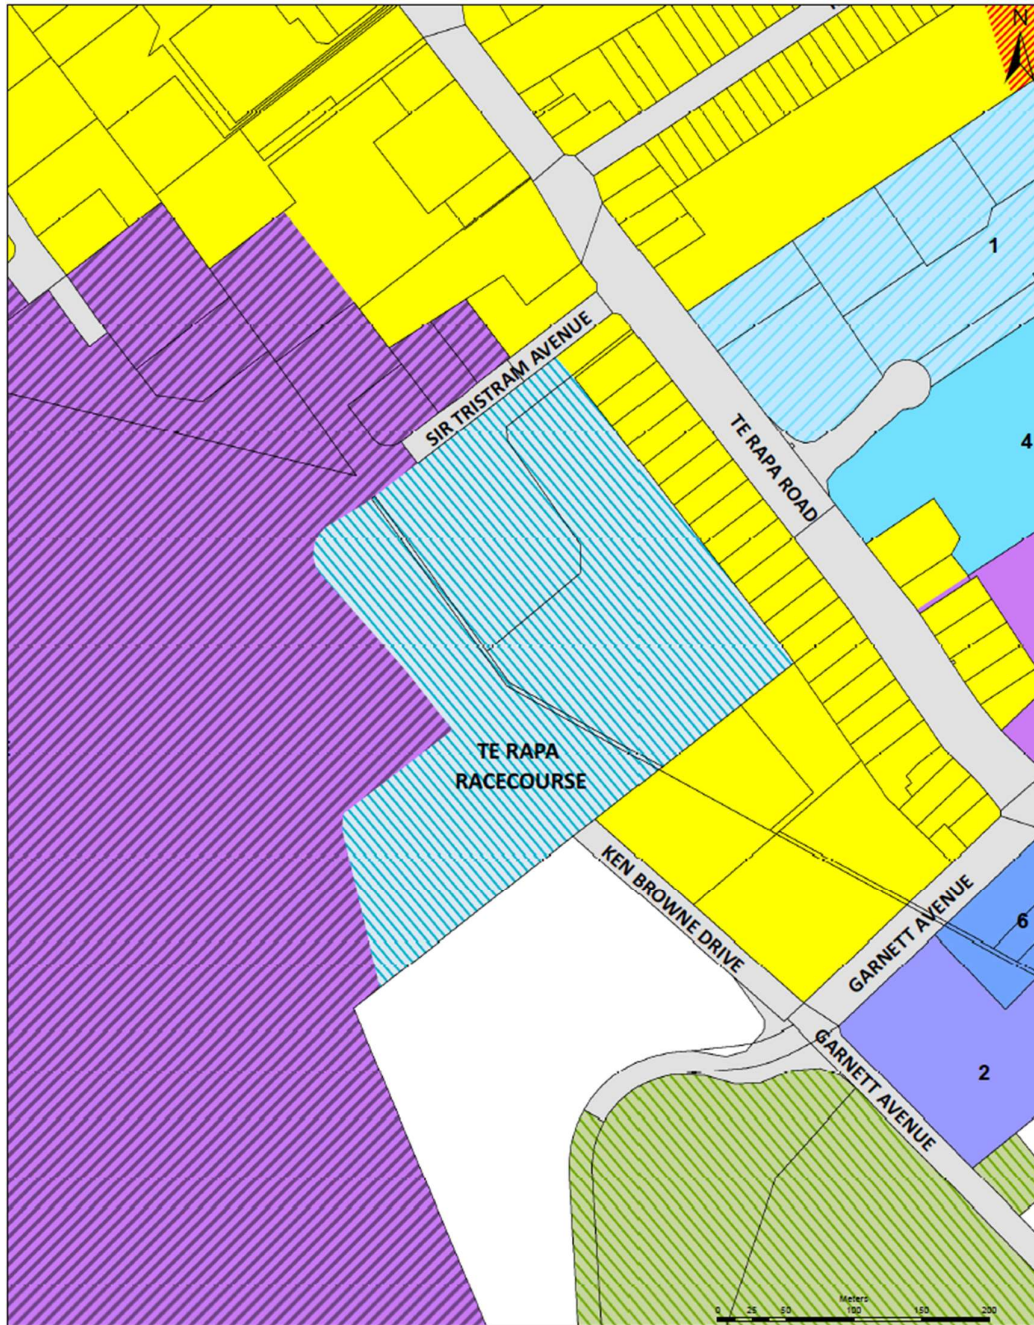 N
1
SIR TRISTRAM AVENUE
4
TE RAPA ROAD
TE RAPA
RACECOURSE
KEN BROWNE DRIVE
GARNETT AVENUE
6
GARNETT AVENUE
2
Meters
0 25 50 100 150 200